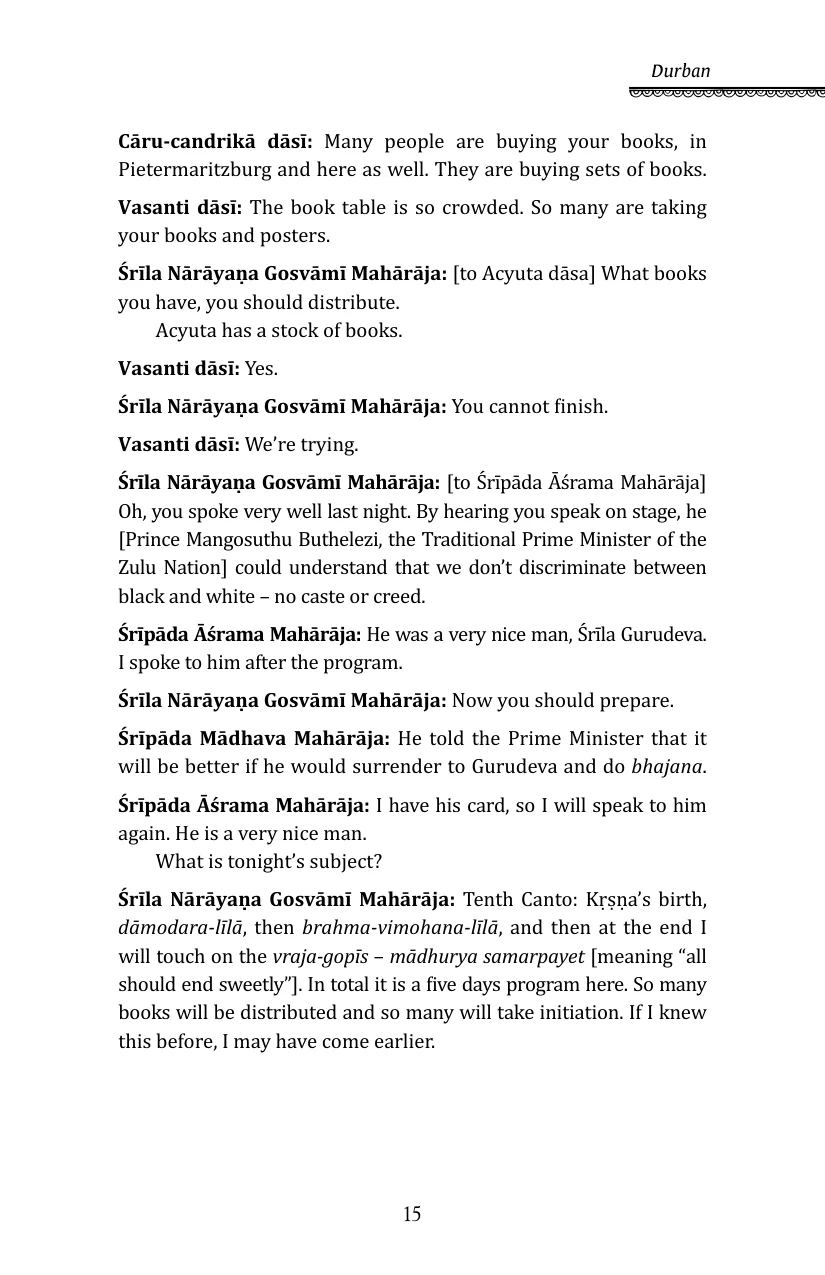 Durban
Cāru-candrikā dāsī: Many people are buying your books, in
Pietermaritzburg and here as well. They are buying sets of books.
Vasanti dāsī: The book table is so crowded. So many are taking
your books and posters.
Śrīla Nārāyaṇa Gosvāmī Mahārāja: [to Acyuta dāsa] What books
you have, you should distribute.
Acyuta has a stock of books.
Vasanti dāsī: Yes.
Śrīla Nārāyaṇa Gosvāmī Mahārāja: You cannot finish.
Vasanti dāsī: We’re trying.
Śrīla Nārāyaṇa Gosvāmī Mahārāja: [to Śrīpāda Āśrama Mahārāja]
Oh, you spoke very well last night. By hearing you speak on stage, he
[Prince Mangosuthu Buthelezi, the Traditional Prime Minister of the
Zulu Nation] could understand that we don’t discriminate between
black and white – no caste or creed.
Śrīpāda Āśrama Mahārāja: He was a very nice man, Śrīla Gurudeva.
I spoke to him after the program.
Śrīla Nārāyaṇa Gosvāmī Mahārāja: Now you should prepare.
Śrīpāda Mādhava Mahārāja: He told the Prime Minister that it
will be better if he would surrender to Gurudeva and do bhajana.
Śrīpāda Āśrama Mahārāja: I have his card, so I will speak to him
again. He is a very nice man.
What is tonight’s subject?
Śrīla Nārāyaṇa Gosvāmī Mahārāja: Tenth Canto: Kṛṣṇa’s birth,
dāmodara-līlā, then brahma-vimohana-līlā, and then at the end I
will touch on the vraja-gopīs – mādhurya samarpayet [meaning “all
should end sweetly”]. In total it is a five days program here. So many
books will be distributed and so many will take initiation. If I knew
this before, I may have come earlier.
15